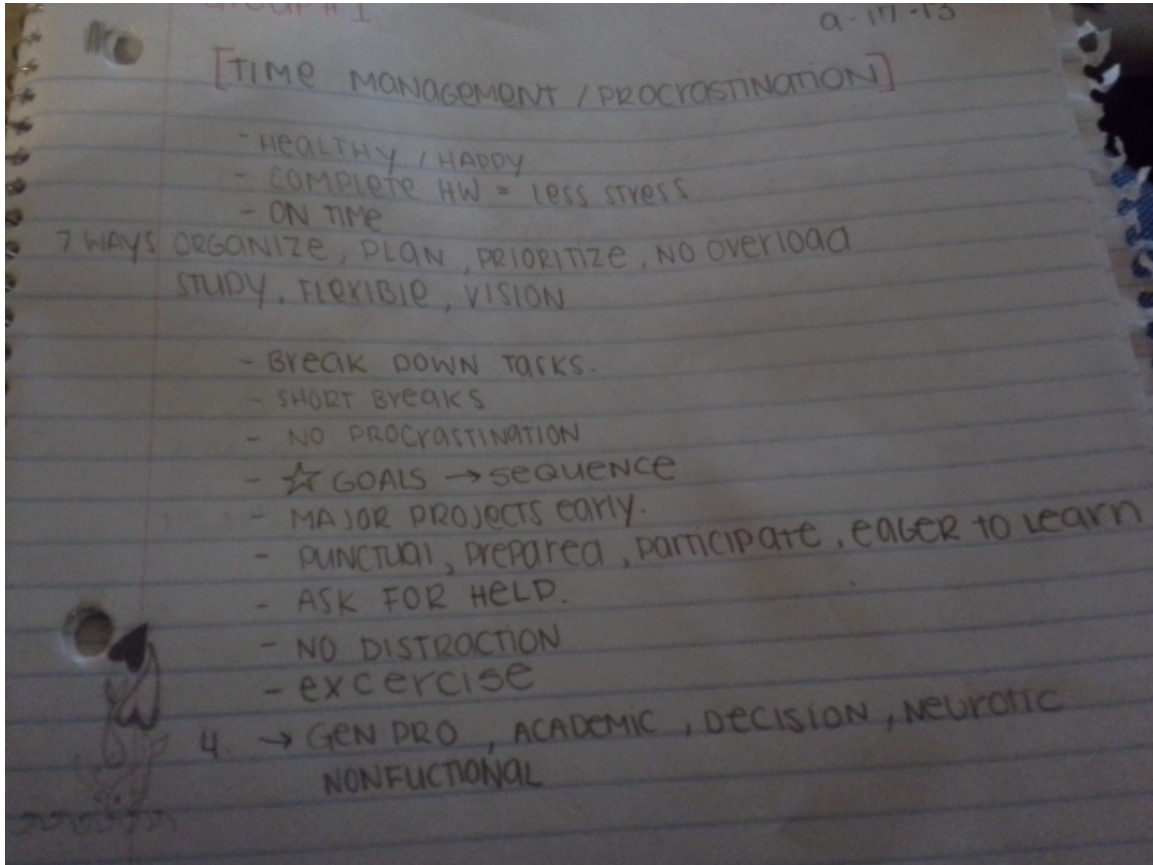 Group #1
9-17-13
[TIME MANAGEMENT / PROCRASTINATION]
- HEALTHY / HAPPY
- COMPLETE HW = Less stress
- ON TIME
7 WAYS ORGANIZE, PLAN, PRIORITIZE, NO Overload
STUDY, FLEXIBLE, VISION
- Break DOWN Tasks.
- SHORT Breaks
- NO PROCRASTINATION
- ☆ GOALS → SEQUENCE
- MAJOR PROJECTS early.
- PUNCTUAL, prepared, participate, eager to Learn
- ASK FOR HELP.
- NO DISTRACTION
- excercise
4. → GEN PRO, ACADEMIC, DECISION, NEUROTIC
NONFUCTIONAL